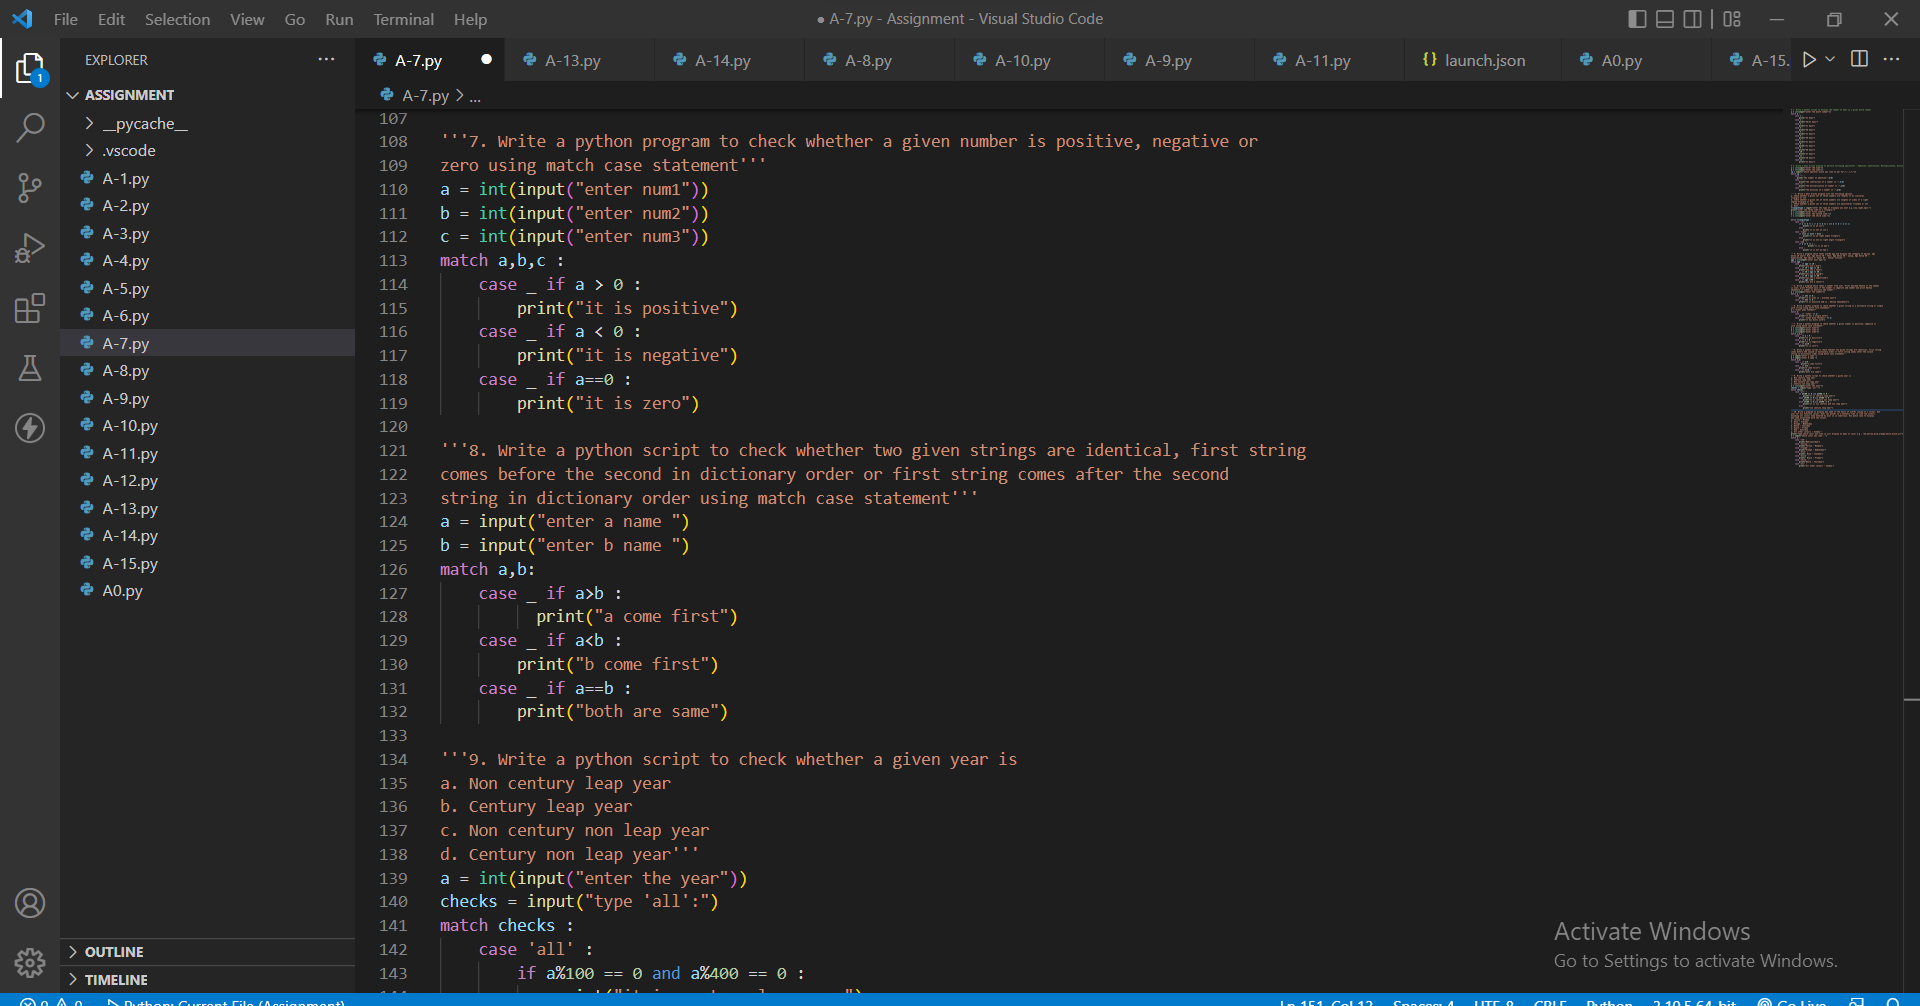 File Edit Selection View Go Run Terminal Help
● A-7.py - Assignment - Visual Studio Code
EXPLORER
A-7.py A-13.py A-14.py A-8.py A-10.py A-9.py A-11.py launch.json A0.py A-15.
1
ASSIGNMENT
__pycache__
.vscode
A-1.py
A-2.py
A-3.py
A-4.py
A-5.py
A-6.py
A-7.py
A-8.py
A-9.py
A-10.py
A-11.py
A-12.py
A-13.py
A-14.py
A-15.py
A0.py
OUTLINE
TIMELINE
A-7.py > ...
107
108 '''7. Write a python program to check whether a given number is positive, negative or
109 zero using match case statement'''
110 a = int(input("enter num1"))
111 b = int(input("enter num2"))
112 c = int(input("enter num3"))
113 match a,b,c :
114 case _ if a > 0 :
115 print("it is positive")
116 case _ if a < 0 :
117 print("it is negative")
118 case _ if a==0 :
119 print("it is zero")
120
121 '''8. Write a python script to check whether two given strings are identical, first string
122 comes before the second in dictionary order or first string comes after the second
123 string in dictionary order using match case statement'''
124 a = input("enter a name ")
125 b = input("enter b name ")
126 match a,b:
127 case _ if a>b :
128 print("a come first")
129 case _ if a<b :
130 print("b come first")
131 case _ if a==b :
132 print("both are same")
133
134 '''9. Write a python script to check whether a given year is
135 a. Non century leap year
136 b. Century leap year
137 c. Non century non leap year
138 d. Century non leap year'''
139 a = int(input("enter the year"))
140 checks = input("type 'all':")
141 match checks :
142 case 'all' :
143 if a%100 == 0 and a%400 == 0 :
Activate Windows
Go to Settings to activate Windows.
0 0 Python: Current File (Assignment)
Ln 151, Col 12 Spaces: 4 UTF-8 CRLF Python 3.10.5 64-bit Go Live